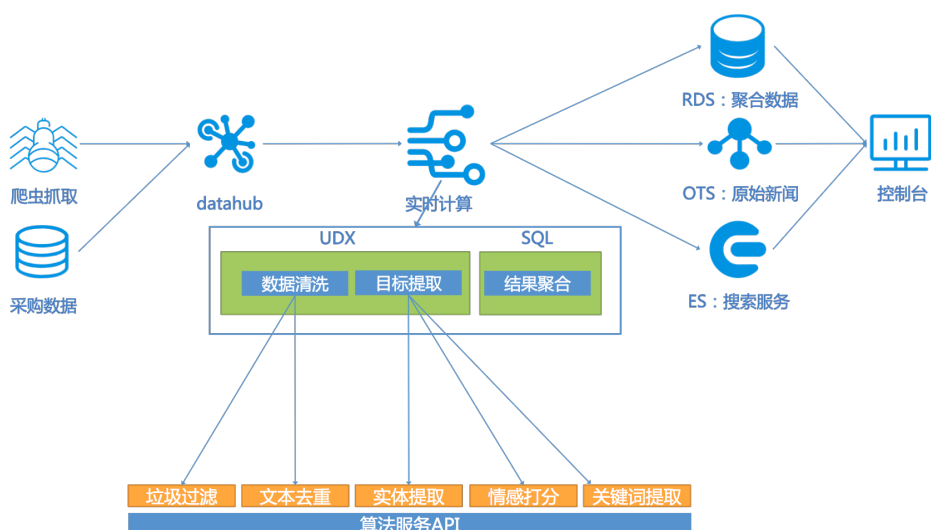 RDS：聚合数据
爬虫抓取
datahub
实时计算
OTS：原始新闻
控制台
采购数据
UDX
SQL
数据清洗
目标提取
结果聚合
ES：搜索服务
垃圾过滤
文本去重
实体提取
情感打分
关键词提取
算法服务API